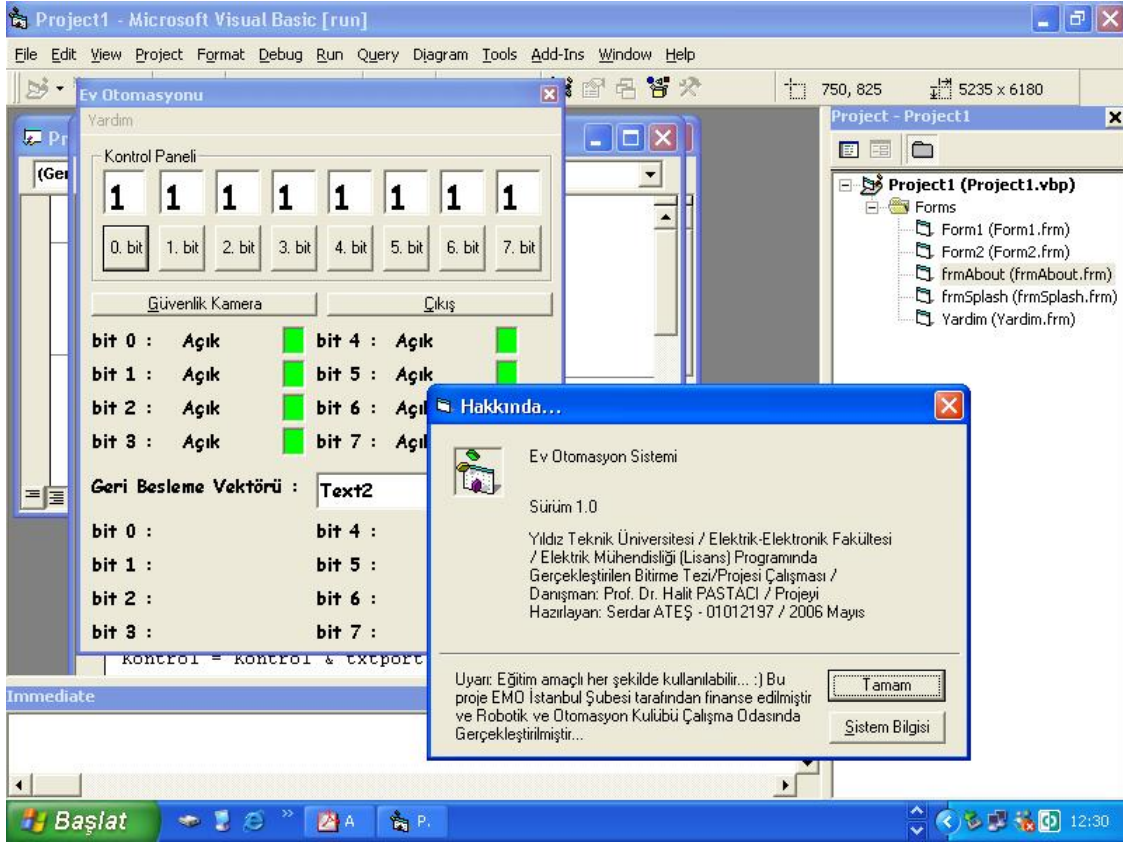 Project1 - Microsoft Visual Basic [run]
File Edit View Project Format Debug Run Query Diagram Tools Add-Ins Window Help
750, 825 5235 x 6180
Ev Otomasyonu
Yardim
Kontrol Paneli
1 1 1 1 1 1 1 1
0. bit 1. bit 2. bit 3. bit 4. bit 5. bit 6. bit 7. bit
Güvenlik Kamera Çıkış
bit 0 : Açık bit 4 : Açık
bit 1 : Açık bit 5 : Açık
bit 2 : Açık bit 6 : Açı
bit 3 : Açık bit 7 : Açı
Geri Besleme Vektörü : Text2
bit 0 : bit 4 :
bit 1 : bit 5 :
bit 2 : bit 6 :
bit 3 : bit 7 :
Pr
(Ger
Kontrol = Kontrol & txtport
Project - Project1
Project1 (Project1.vbp)
Forms
Form1 (Form1.frm)
Form2 (Form2.frm)
frmAbout (frmAbout.frm)
frmSplash (frmSplash.frm)
Yardim (Yardim.frm)
Hakkında...
Ev Otomasyon Sistemi
Sürüm 1.0
Yıldız Teknik Üniversitesi / Elektrik-Elektronik Fakültesi
/ Elektrik Mühendisliği (Lisans) Programında
Gerçekleştirilen Bitirme Tezi/Projesi Çalışması /
Danışman: Prof. Dr. Halit PASTACI / Projeyi
Hazırlayan: Serdar ATEŞ - 01012197 / 2006 Mayıs
Uyarı: Eğitim amaçlı her şekilde kullanılabilir... :) Bu
proje EMO İstanbul Şubesi tarafından finanse edilmiştir
ve Robotik ve Otomasyon Kulübü Çalışma Odasında
Gerçekleştirilmiştir...
Tamam
Sistem Bilgisi
Immediate
Başlat A P. 12:30